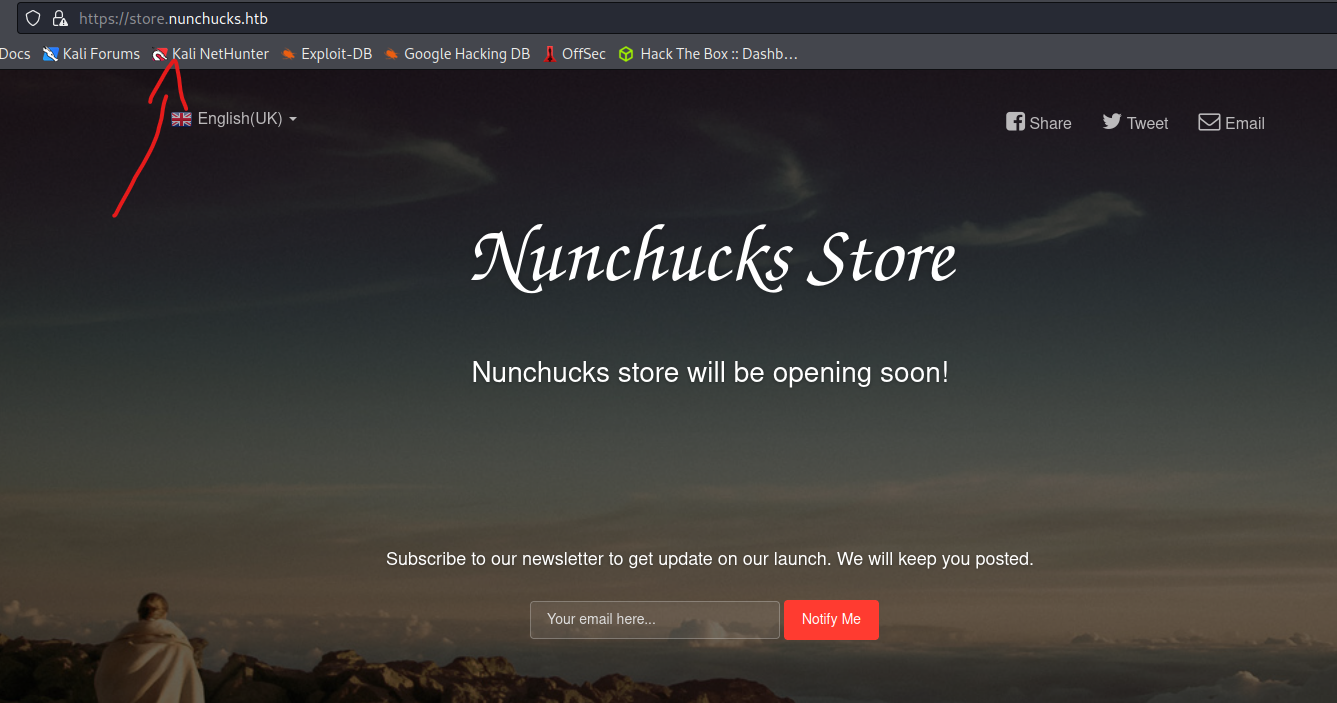 https://store.nunchucks.htb
Docs Kali Forums Kali NetHunter Exploit-DB Google Hacking DB OffSec Hack The Box :: Dashb…
English(UK) Share Tweet Email
Nunchucks Store
Nunchucks store will be opening soon!
Subscribe to our newsletter to get update on our launch. We will keep you posted.
Your email here... Notify Me